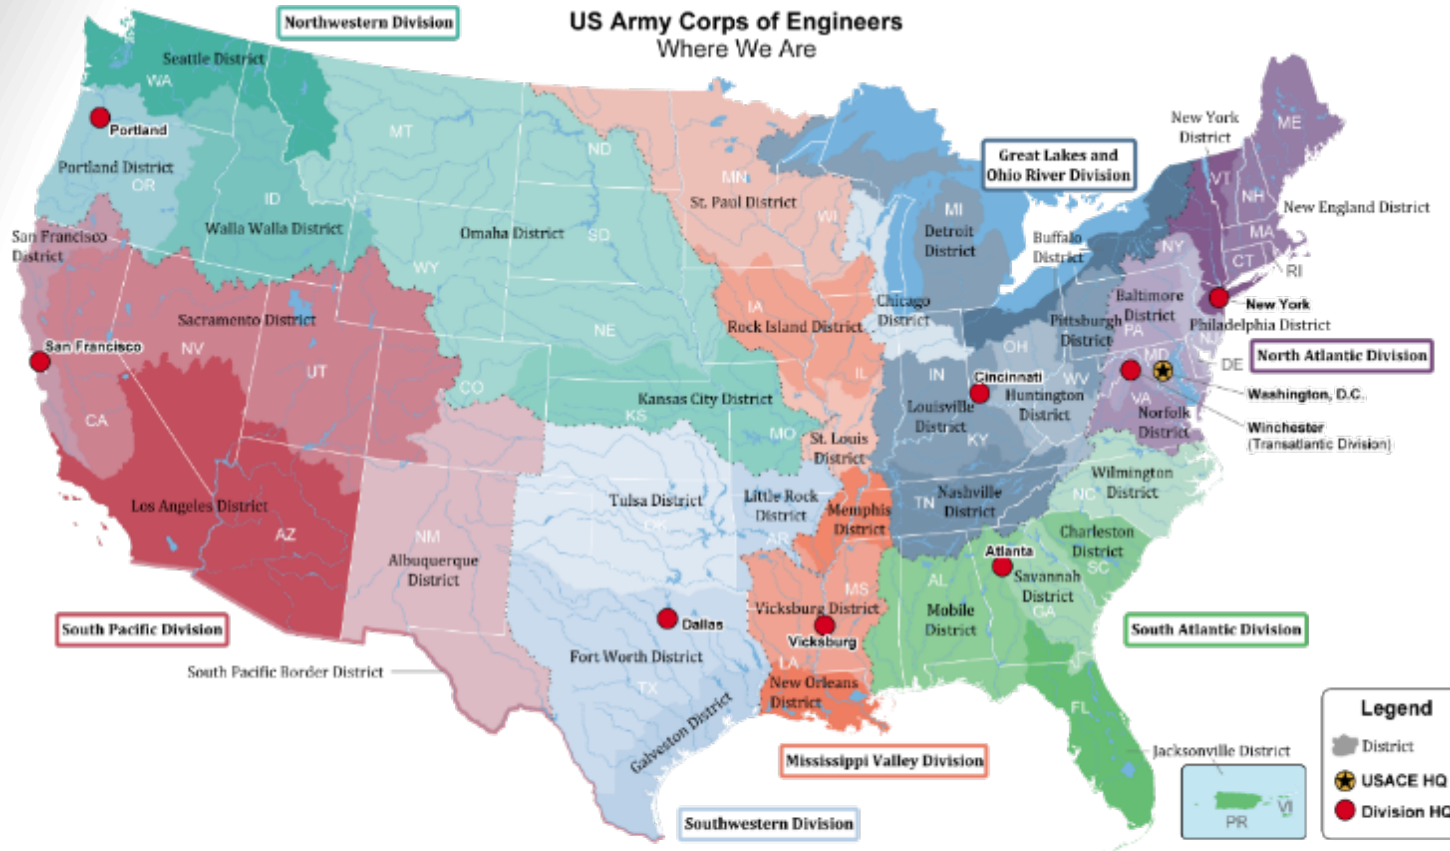 US Army Corps of Engineers
Where We Are
Northwestern Division
Seattle District
WA
Portland
Portland District
OR
ID
Walla Walla District
MT
ND
Omaha District
SD
WY
NE
MN
St. Paul District
WI
Great Lakes and
Ohio River Division
MI
Detroit
District
New York
District
ME
VT
NH
New England District
MA
CT
RI
NY
Buffalo
District
San Francisco
District
Sacramento District
San Francisco
NV
UT
CA
CO
Kansas City District
KS
MO
IA
Rock Island District
IL
Chicago
District
St. Louis
District
IN
OH
Pittsburgh
District
Baltimore
District
PA
New York
Philadelphia District
NJ
North Atlantic Division
MD
DE
Cincinnati
Louisville
District
Huntington
District
WV
VA
Washington, D.C.
Norfolk
District
Winchester
(Transatlantic Division)
KY
Los Angeles District
AZ
NM
Albuquerque
District
Tulsa District
OK
Little Rock
District
AR
Memphis
District
TN
Nashville
District
NC
Wilmington
District
Charleston
District
SC
Atlanta
Savannah
District
GA
AL
Mobile
District
MS
Vicksburg District
Vicksburg
South Pacific Division
South Pacific Border District
Dallas
Fort Worth District
TX
Galveston District
LA
New Orleans
District
South Atlantic Division
FL
Jacksonville District
PR
VI
Mississippi Valley Division
Southwestern Division
Legend
District
USACE HQ
Division HQ